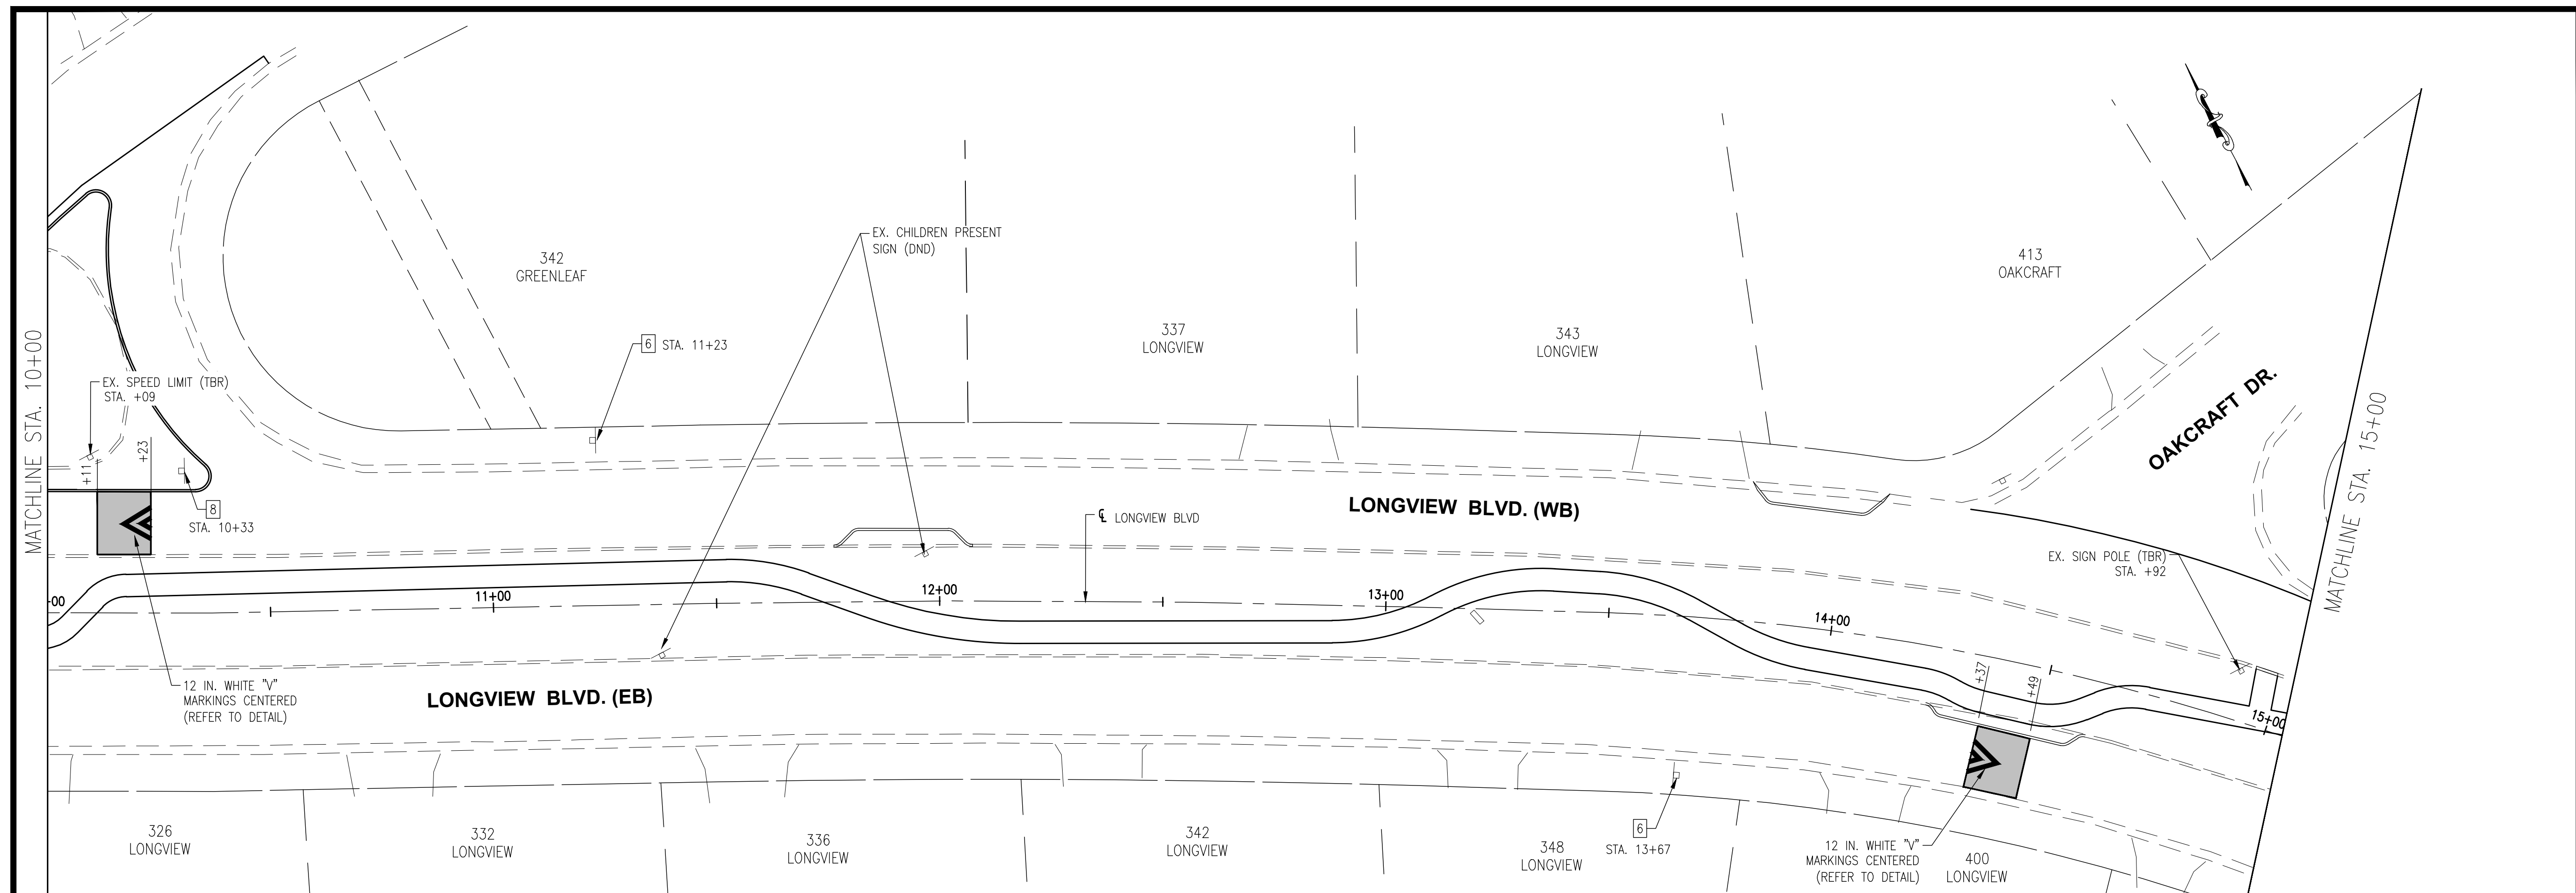 MATCHLINE STA. 10+00
342
GREENLEAF
EX. CHILDREN PRESENT
SIGN (DND)
413
OAKCRAFT
6 STA. 11+23
337
LONGVIEW
343
LONGVIEW
EX. SPEED LIMIT (TBR)
STA. +09
+11
+23
8
STA. 10+33
OAKCRAFT DR.
MATCHLINE STA. 15+00
LONGVIEW BLVD. (WB)
℄ LONGVIEW BLVD
EX. SIGN POLE (TBR)
STA. +92
-00
11+00
12+00
13+00
14+00
15+00
+37
+49
12 IN. WHITE "V"
MARKINGS CENTERED
(REFER TO DETAIL)
LONGVIEW BLVD. (EB)
326
LONGVIEW
332
LONGVIEW
336
LONGVIEW
342
LONGVIEW
348
LONGVIEW
6
STA. 13+67
12 IN. WHITE "V"
MARKINGS CENTERED
(REFER TO DETAIL)
400
LONGVIEW